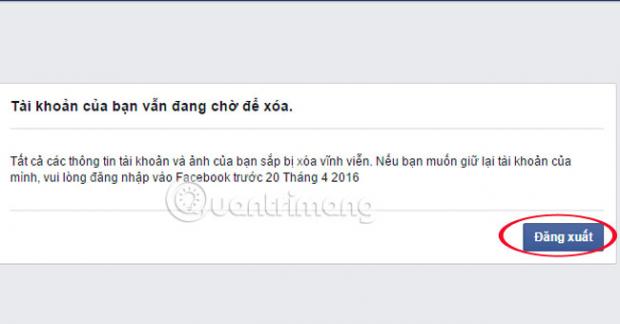 Tài khoản của bạn vẫn đang chờ để xóa.
Tất cả các thông tin tài khoản và ảnh của bạn sắp bị xóa vĩnh viễn. Nếu bạn muốn giữ lại tài khoản của
mình, vui lòng đăng nhập vào Facebook trước 20 Tháng 4 2016
Quantrimang
Đăng xuất